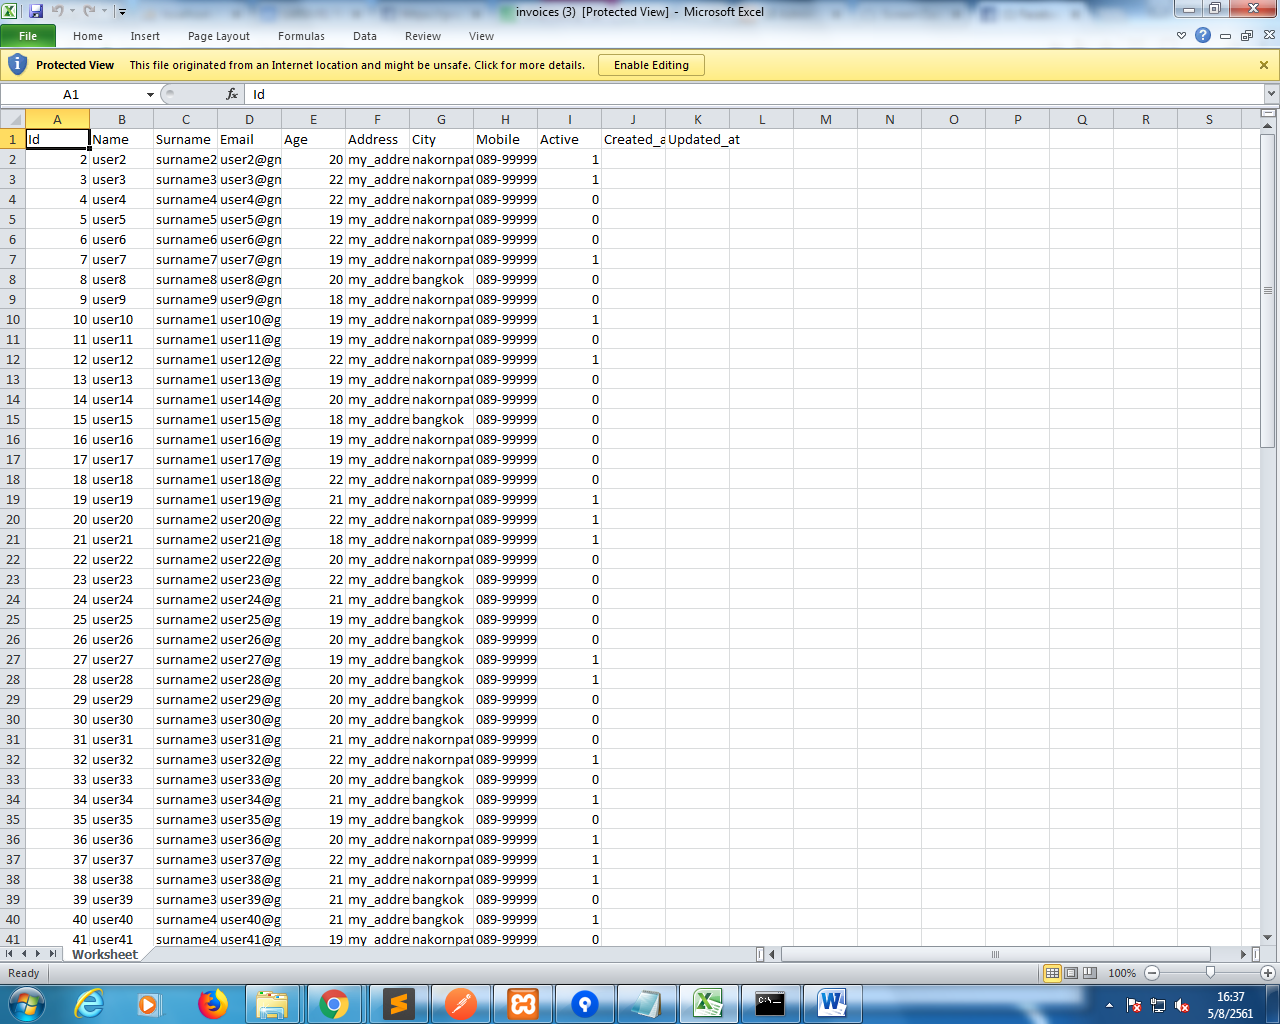 invoices (3) [Protected View] - Microsoft Excel
File Home Insert Page Layout Formulas Data Review View
Protected View This file originated from an Internet location and might be unsafe. Click for more details. Enable Editing
A1 fx Id
A B C D E F G H I J K L M N O P Q R S
1 Id Name Surname Email Age Address City Mobile Active Created_a Updated_at
2 2 user2 surname2 user2@gm 20 my_addre nakornpat 089-99999 1
3 3 user3 surname3 user3@gm 22 my_addre nakornpat 089-99999 1
4 4 user4 surname4 user4@gm 22 my_addre nakornpat 089-99999 0
5 5 user5 surname5 user5@gm 19 my_addre nakornpat 089-99999 0
6 6 user6 surname6 user6@gm 22 my_addre nakornpat 089-99999 0
7 7 user7 surname7 user7@gm 19 my_addre nakornpat 089-99999 1
8 8 user8 surname8 user8@gm 20 my_addre bangkok 089-99999 0
9 9 user9 surname9 user9@gm 18 my_addre nakornpat 089-99999 0
10 10 user10 surname1 user10@g 19 my_addre nakornpat 089-99999 1
11 11 user11 surname1 user11@g 19 my_addre nakornpat 089-99999 0
12 12 user12 surname1 user12@g 22 my_addre nakornpat 089-99999 1
13 13 user13 surname1 user13@g 19 my_addre nakornpat 089-99999 0
14 14 user14 surname1 user14@g 20 my_addre nakornpat 089-99999 0
15 15 user15 surname1 user15@g 18 my_addre bangkok 089-99999 0
16 16 user16 surname1 user16@g 19 my_addre nakornpat 089-99999 0
17 17 user17 surname1 user17@g 19 my_addre nakornpat 089-99999 0
18 18 user18 surname1 user18@g 22 my_addre nakornpat 089-99999 0
19 19 user19 surname1 user19@g 21 my_addre nakornpat 089-99999 1
20 20 user20 surname2 user20@g 22 my_addre nakornpat 089-99999 1
21 21 user21 surname2 user21@g 18 my_addre nakornpat 089-99999 1
22 22 user22 surname2 user22@g 20 my_addre nakornpat 089-99999 0
23 23 user23 surname2 user23@g 22 my_addre bangkok 089-99999 0
24 24 user24 surname2 user24@g 21 my_addre bangkok 089-99999 0
25 25 user25 surname2 user25@g 19 my_addre bangkok 089-99999 0
26 26 user26 surname2 user26@g 20 my_addre bangkok 089-99999 0
27 27 user27 surname2 user27@g 19 my_addre bangkok 089-99999 1
28 28 user28 surname2 user28@g 20 my_addre bangkok 089-99999 1
29 29 user29 surname2 user29@g 20 my_addre bangkok 089-99999 0
30 30 user30 surname3 user30@g 20 my_addre bangkok 089-99999 0
31 31 user31 surname3 user31@g 21 my_addre nakornpat 089-99999 0
32 32 user32 surname3 user32@g 22 my_addre nakornpat 089-99999 1
33 33 user33 surname3 user33@g 20 my_addre bangkok 089-99999 0
34 34 user34 surname3 user34@g 21 my_addre bangkok 089-99999 1
35 35 user35 surname3 user35@g 19 my_addre bangkok 089-99999 0
36 36 user36 surname3 user36@g 20 my_addre nakornpat 089-99999 1
37 37 user37 surname3 user37@g 22 my_addre nakornpat 089-99999 1
38 38 user38 surname3 user38@g 21 my_addre nakornpat 089-99999 1
39 39 user39 surname3 user39@g 21 my_addre bangkok 089-99999 0
40 40 user40 surname4 user40@g 21 my_addre bangkok 089-99999 1
41 41 user41 surname4 user41@g 19 my_addre nakornpat 089-99999 0
Worksheet
Ready 100%
16:37
5/8/2561